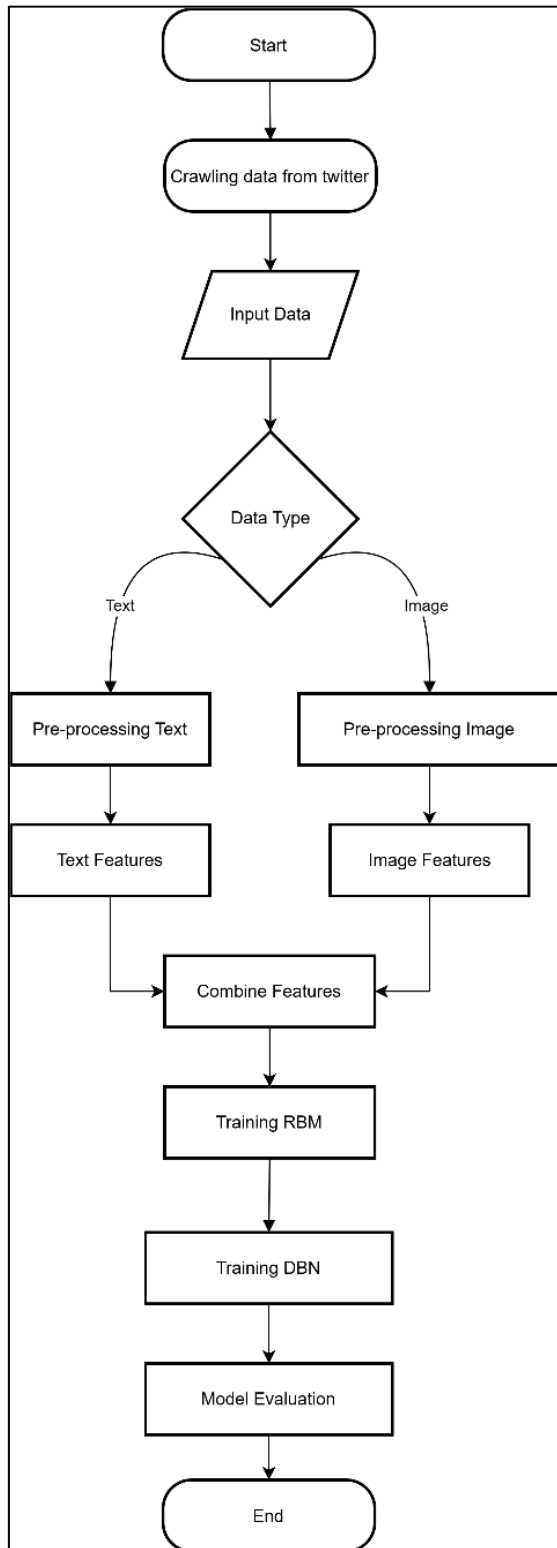 Start
Crawling data from twitter
Input Data
Data Type
Text
Image
Pre-processing Text
Pre-processing Image
Text Features
Image Features
Combine Features
Training RBM
Training DBN
Model Evaluation
End